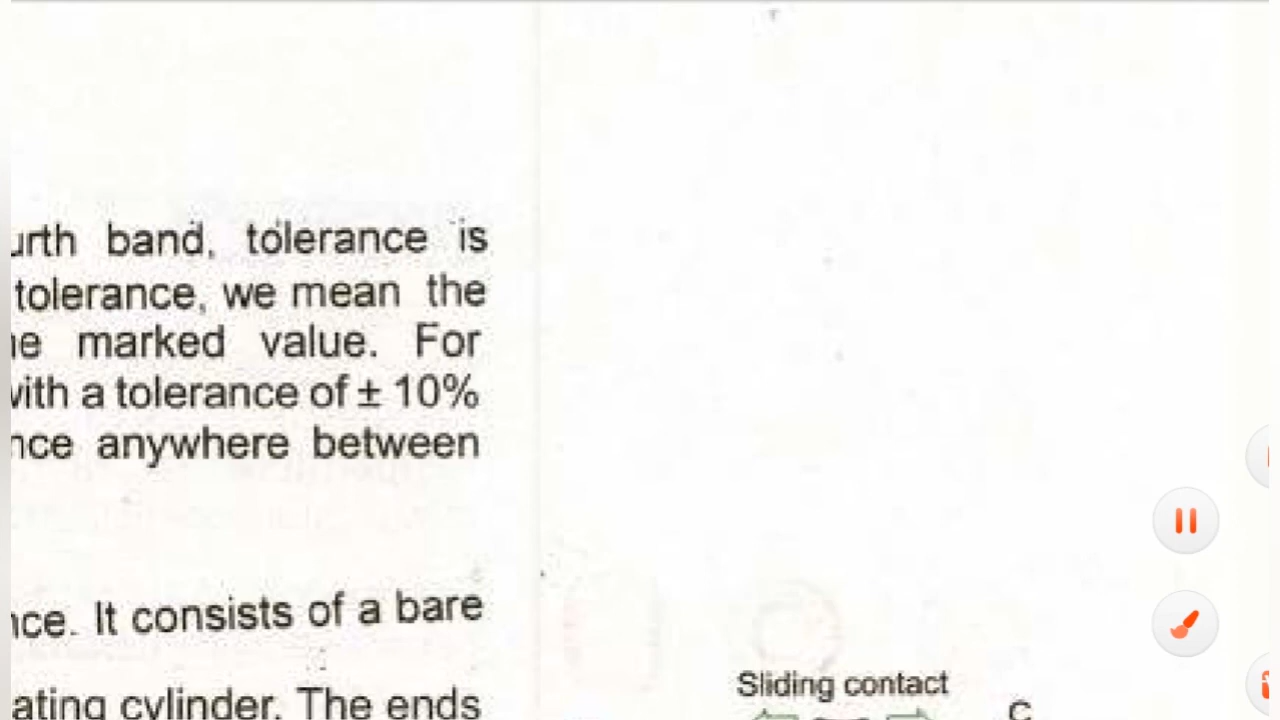 urth band, tolerance is
tolerance, we mean the
e marked value. For
with a tolerance of ± 10%
nce anywhere between
nce. It consists of a bare
ating cylinder. The ends
Sliding contact
C